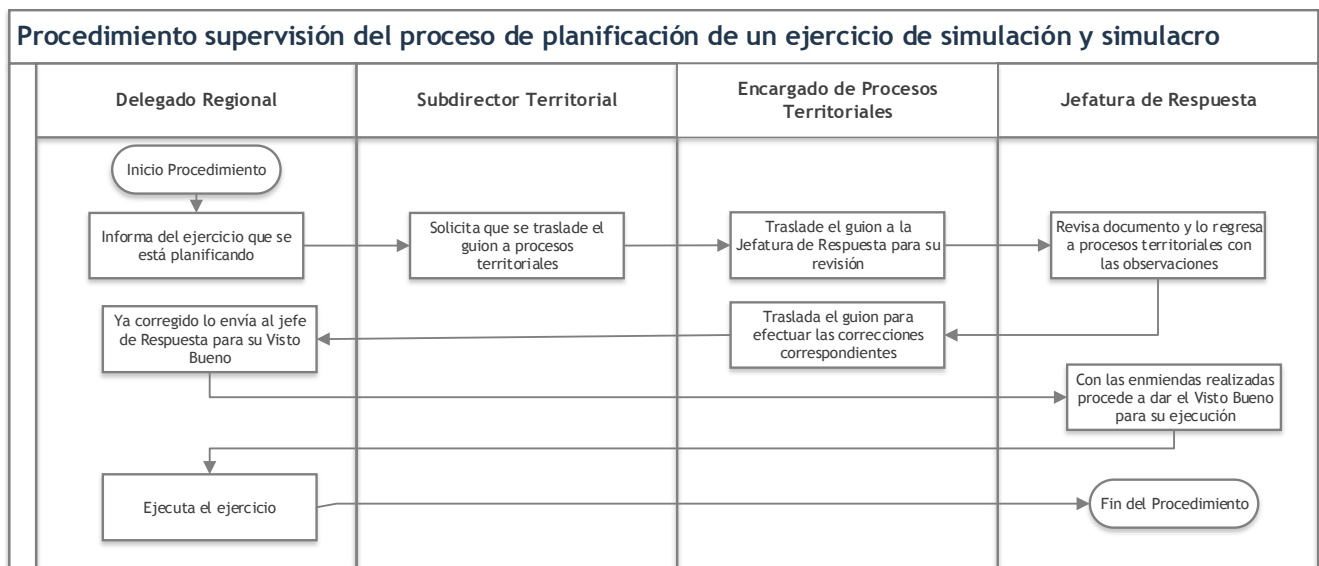 Procedimiento supervisión del proceso de planificación de un ejercicio de simulación y simulacro
Delegado Regional
Subdirector Territorial
Encargado de Procesos
Territoriales
Jefatura de Respuesta
Inicio Procedimiento
Informa del ejercicio que se
está planificando
Solicita que se traslade el
guion a procesos
territoriales
Traslade el guion a la
Jefatura de Respuesta para su
revisión
Revisa documento y lo regresa
a procesos territoriales con
las observaciones
Ya corregido lo envía al jefe
de Respuesta para su Visto
Bueno
Traslada el guion para
efectuar las correcciones
correspondientes
Con las enmiendas realizadas
procede a dar el Visto Bueno
para su ejecución
Ejecuta el ejercicio
Fin del Procedimiento